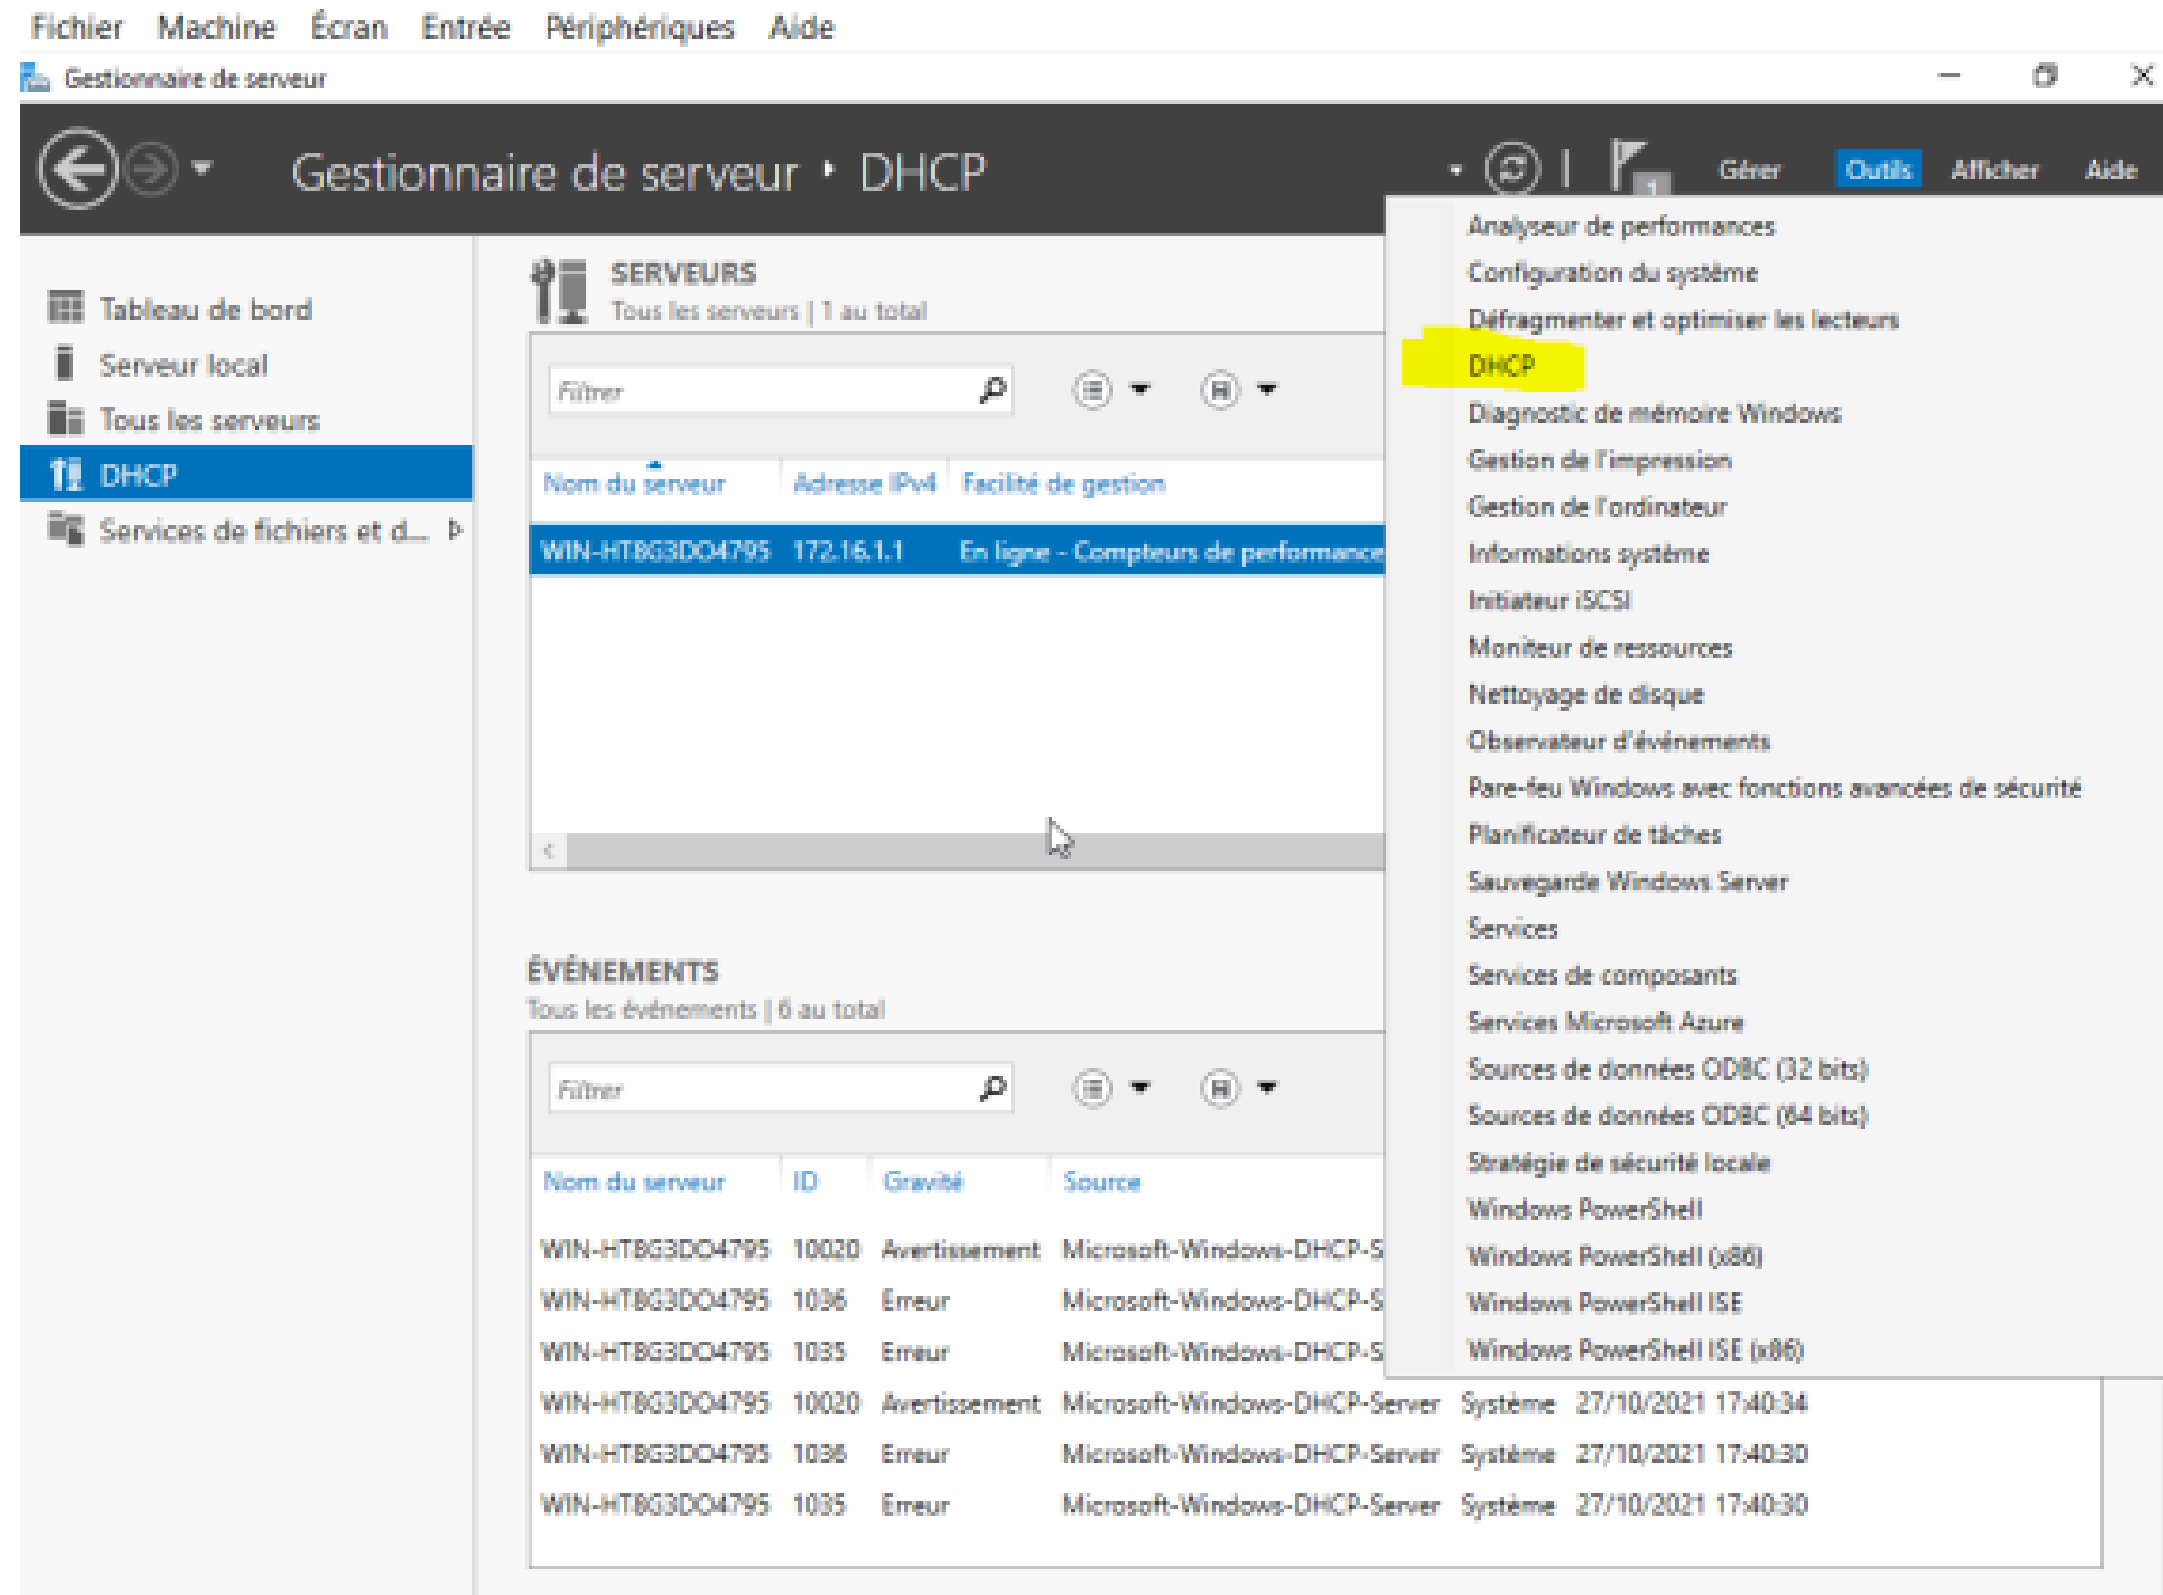 Fichier Machine Écran Entrée Périphériques Aide
Gestionnaire de serveur
Gestionnaire de serveur • DHCP
1
Gérer Outils Afficher Aide
Tableau de bord
Serveur local
Tous les serveurs
DHCP
Services de fichiers et d...
SERVEURS
Tous les serveurs | 1 au total
Filtrer
Nom du serveur Adresse IPv4 Facilité de gestion
WIN-HT8G3DO4795 172.16.1.1 En ligne - Compteurs de performance
ÉVÉNEMENTS
Tous les événements | 6 au total
Filtrer
Nom du serveur ID Gravité Source
WIN-HT8G3DO4795 10020 Avertissement Microsoft-Windows-DHCP-S
WIN-HT8G3DO4795 1036 Erreur Microsoft-Windows-DHCP-S
WIN-HT8G3DO4795 1035 Erreur Microsoft-Windows-DHCP-S
WIN-HT8G3DO4795 10020 Avertissement Microsoft-Windows-DHCP-Server Système 27/10/2021 17:40:34
WIN-HT8G3DO4795 1036 Erreur Microsoft-Windows-DHCP-Server Système 27/10/2021 17:40:30
WIN-HT8G3DO4795 1035 Erreur Microsoft-Windows-DHCP-Server Système 27/10/2021 17:40:30
Analyseur de performances
Configuration du système
Défragmenter et optimiser les lecteurs
DHCP
Diagnostic de mémoire Windows
Gestion de l'impression
Gestion de l'ordinateur
Informations système
Initiateur iSCSI
Moniteur de ressources
Nettoyage de disque
Observateur d'événements
Pare-feu Windows avec fonctions avancées de sécurité
Planificateur de tâches
Sauvegarde Windows Server
Services
Services de composants
Services Microsoft Azure
Sources de données ODBC (32 bits)
Sources de données ODBC (64 bits)
Stratégie de sécurité locale
Windows PowerShell
Windows PowerShell (x86)
Windows PowerShell ISE
Windows PowerShell ISE (x86)